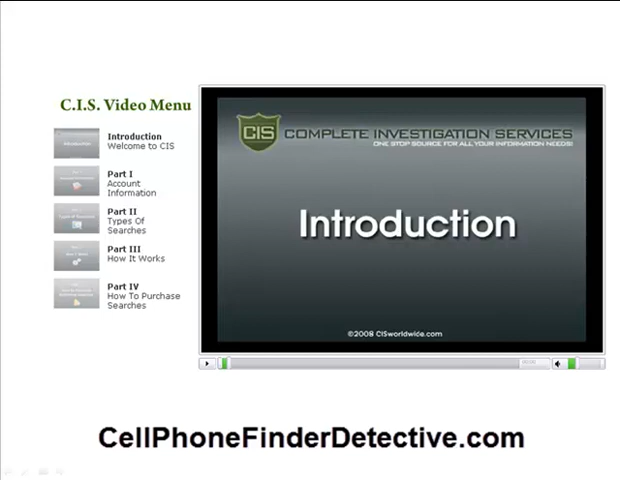 C.I.S. Video Menu
Introduction
Welcome to CIS
Part I
Account
Information
Part II
Types Of
Searches
Part III
How It Works
Part IV
How To Purchase
Searches
CIS
COMPLETE INVESTIGATION SERVICES
ONE STOP SOURCE FOR ALL YOUR INFORMATION NEEDS!
Introduction
©2008 CISworldwide.com
CellPhoneFinderDetective.com